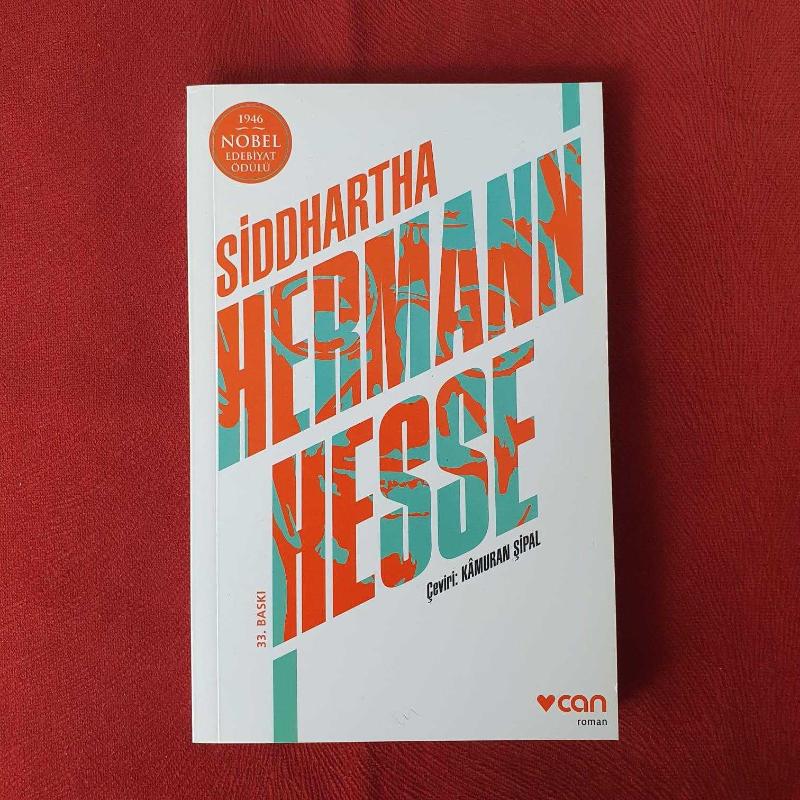 1946
NOBEL
EDEBİYAT
ÖDÜLÜ
SİDDHARTHA
HERMANN
HESSE
Çeviri: KÂMURAN ŞİPAL
33. BASKI
can
roman